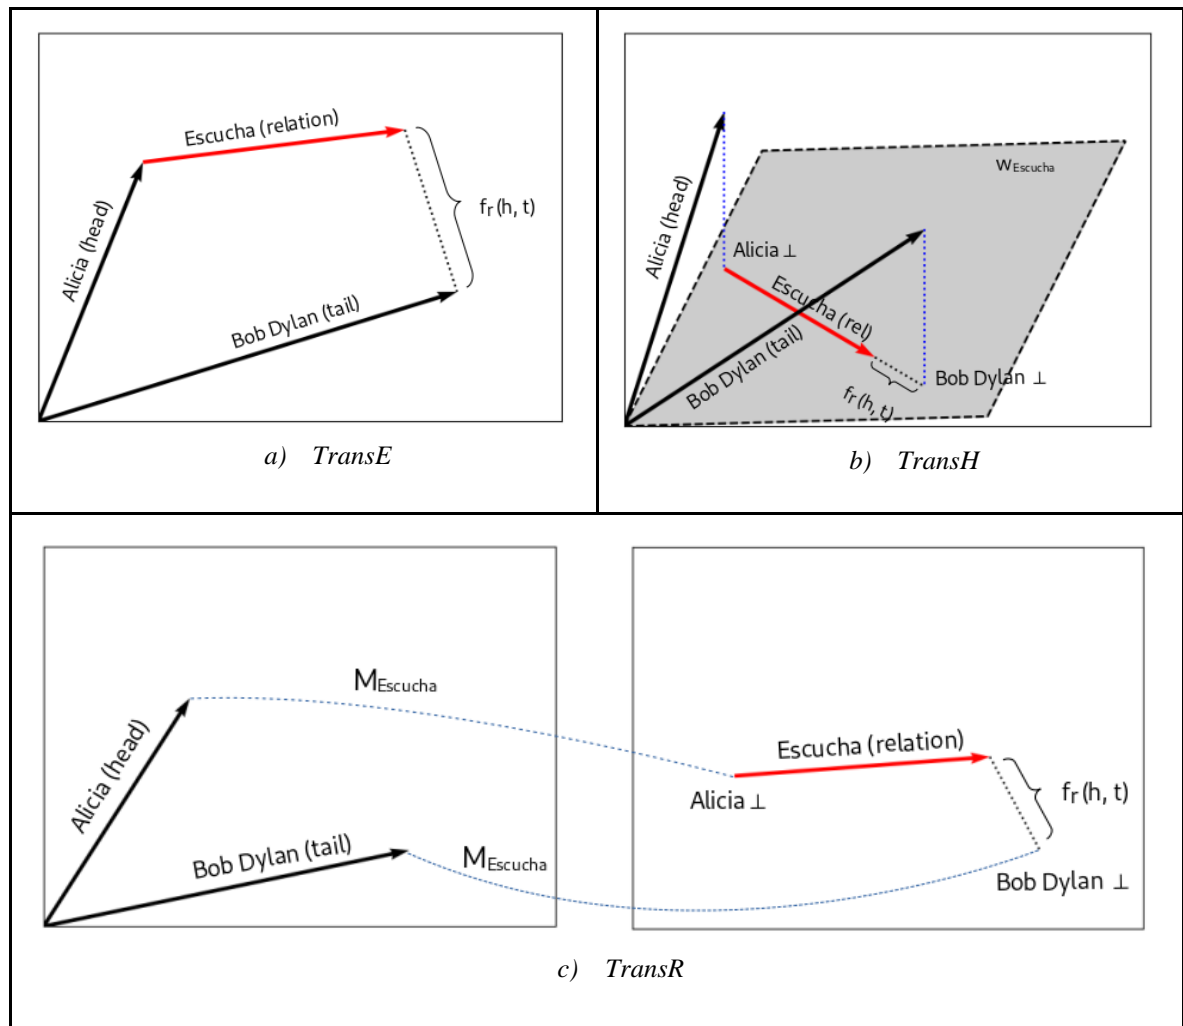 Escucha (relation)
Alicia (head)
fr (h, t)
Bob Dylan (tail)
a) TransE
wEscucha
Alicia (head)
Alicia ⊥
Escucha (rel)
Bob Dylan (tail)
Bob Dylan ⊥
fr (h, t)
b) TransH
MEscucha
Alicia (head)
Bob Dylan (tail)
MEscucha
Escucha (relation)
Alicia ⊥
fr (h, t)
Bob Dylan ⊥
c) TransR